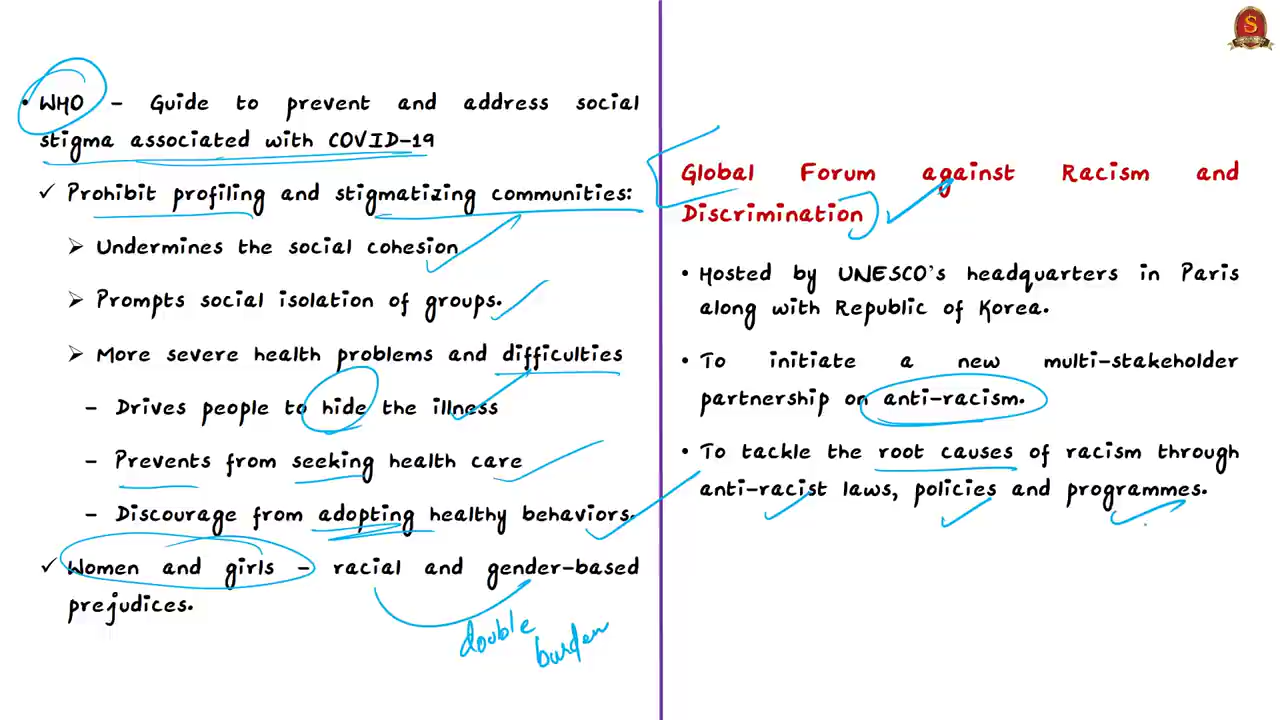 • WHO – Guide to prevent and address social
stigma associated with COVID-19
✓ Prohibit profiling and stigmatizing communities:
➢ Undermines the social cohesion
➢ Prompts social isolation of groups.
➢ More severe health problems and difficulties
– Drives people to hide the illness
– Prevents from seeking health care
– Discourage from adopting healthy behaviors.
✓ Women and girls – racial and gender-based
prejudices.
double
burden
Global Forum against Racism and
Discrimination
• Hosted by UNESCO's headquarters in Paris
along with Republic of Korea.
• To initiate a new multi-stakeholder
partnership on anti-racism.
• To tackle the root causes of racism through
anti-racist laws, policies and programmes.
S